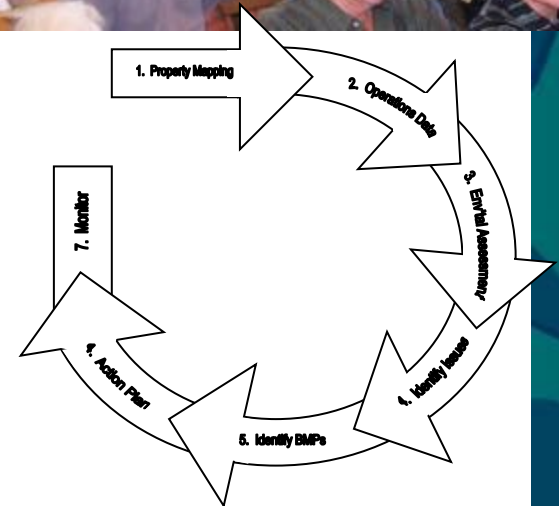 1. Property Mapping
2. Operations Data
3. Env'tal Assessment
4. Identify Issues
5. Identify BMPs
4. Action Plan
7. Monitor